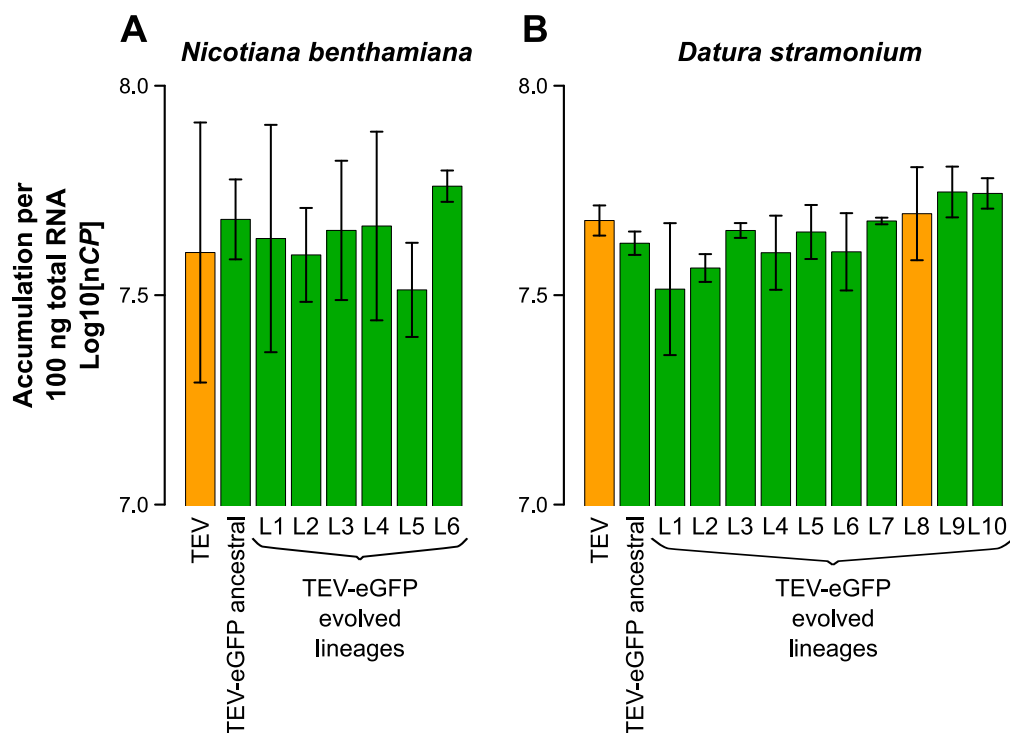 A
Nicotiana benthamiana
B
Datura stramonium
Accumulation per
100 ng total RNA
Log10[nCP]
8.0
7.5
7.0
TEV
TEV-eGFP ancestral
L1 L2 L3 L4 L5 L6
TEV-eGFP
evolved
lineages
8.0
7.5
7.0
TEV
TEV-eGFP ancestral
L1 L2 L3 L4 L5 L6 L7 L8 L9 L10
TEV-eGFP
evolved
lineages